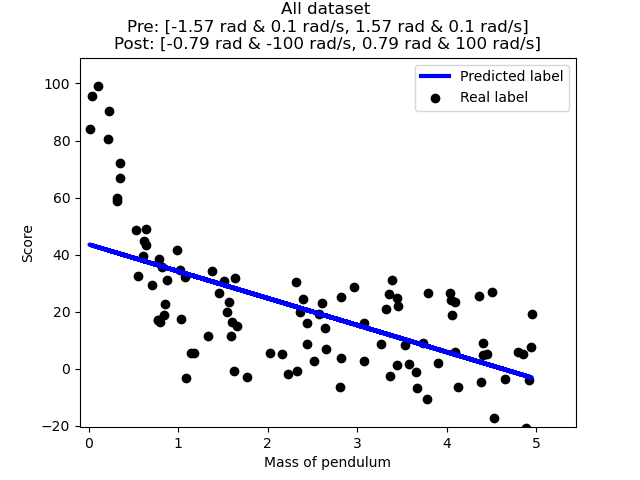 All dataset
Pre: [-1.57 rad & 0.1 rad/s, 1.57 rad & 0.1 rad/s]
Post: [-0.79 rad & -100 rad/s, 0.79 rad & 100 rad/s]
Predicted label
Real label
100
80
60
40
20
0
−20
Score
0 1 2 3 4 5
Mass of pendulum